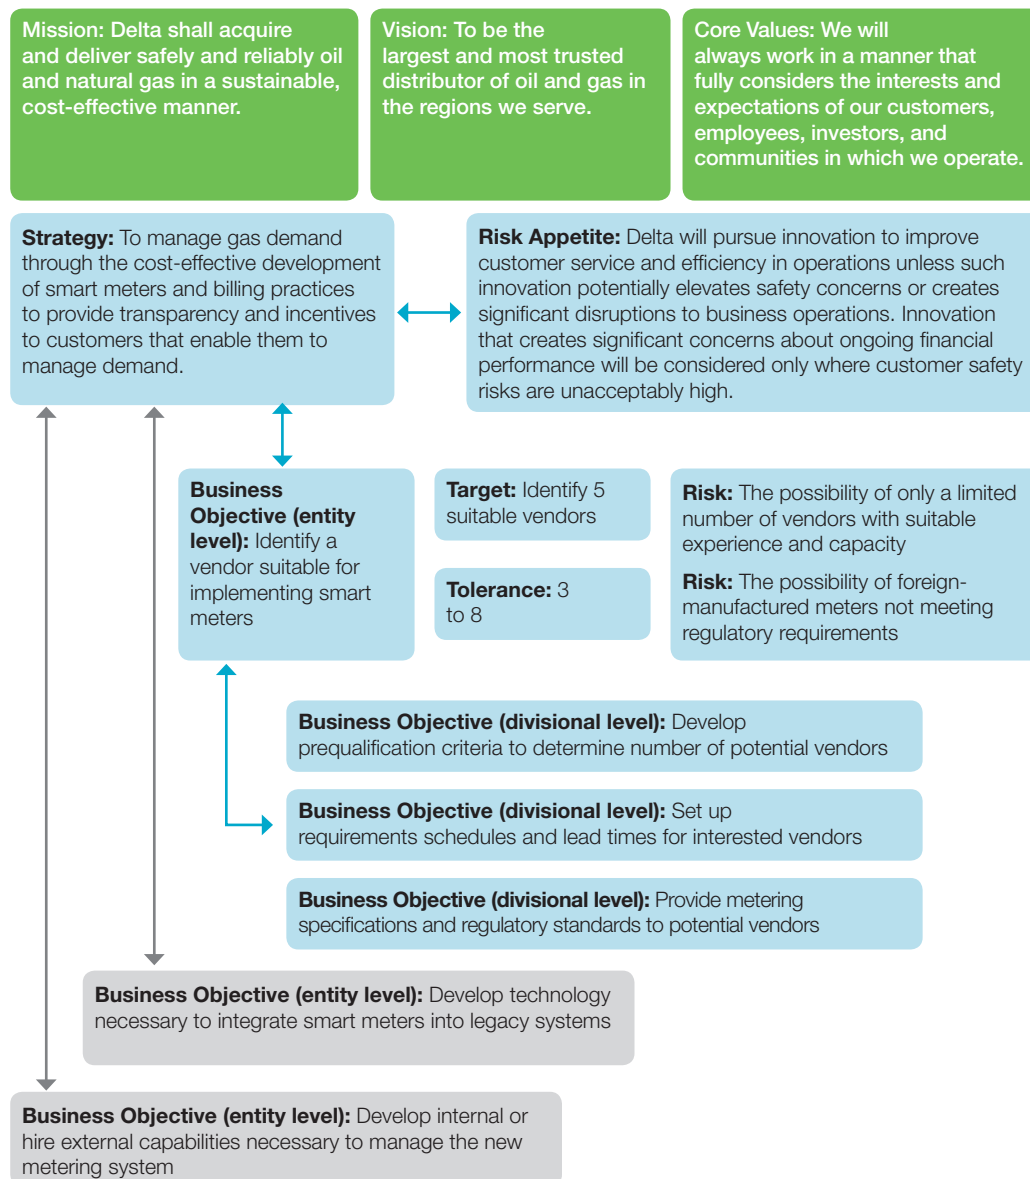 Mission: Delta shall acquire
and deliver safely and reliably oil
and natural gas in a sustainable,
cost-effective manner.
Vision: To be the
largest and most trusted
distributor of oil and gas in
the regions we serve.
Core Values: We will
always work in a manner that
fully considers the interests and
expectations of our customers,
employees, investors, and
communities in which we operate.
Strategy: To manage gas demand
through the cost-effective development
of smart meters and billing practices
to provide transparency and incentives
to customers that enable them to
manage demand.
Risk Appetite: Delta will pursue innovation to improve
customer service and efficiency in operations unless such
innovation potentially elevates safety concerns or creates
significant disruptions to business operations. Innovation
that creates significant concerns about ongoing financial
performance will be considered only where customer safety
risks are unacceptably high.
Business
Objective (entity
level): Identify a
vendor suitable for
implementing smart
meters
Target: Identify 5
suitable vendors
Tolerance: 3
to 8
Risk: The possibility of only a limited
number of vendors with suitable
experience and capacity
Risk: The possibility of foreign-
manufactured meters not meeting
regulatory requirements
Business Objective (divisional level): Develop
prequalification criteria to determine number of potential vendors
Business Objective (divisional level): Set up
requirements schedules and lead times for interested vendors
Business Objective (divisional level): Provide metering
specifications and regulatory standards to potential vendors
Business Objective (entity level): Develop technology
necessary to integrate smart meters into legacy systems
Business Objective (entity level): Develop internal or
hire external capabilities necessary to manage the new
metering system